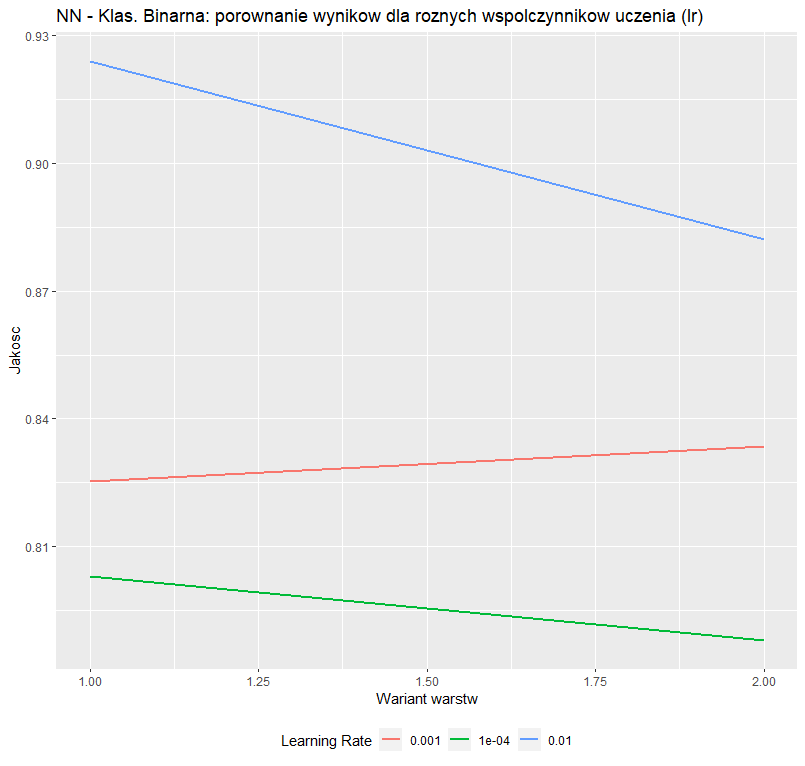 NN - Klas. Binarna: porownanie wynikow dla roznych wspolczynnikow uczenia (lr)
0.93
0.90
0.87
0.84
0.81
Jakosc
1.00 1.25 1.50 1.75 2.00
Wariant warstw
Learning Rate 0.001 1e-04 0.01